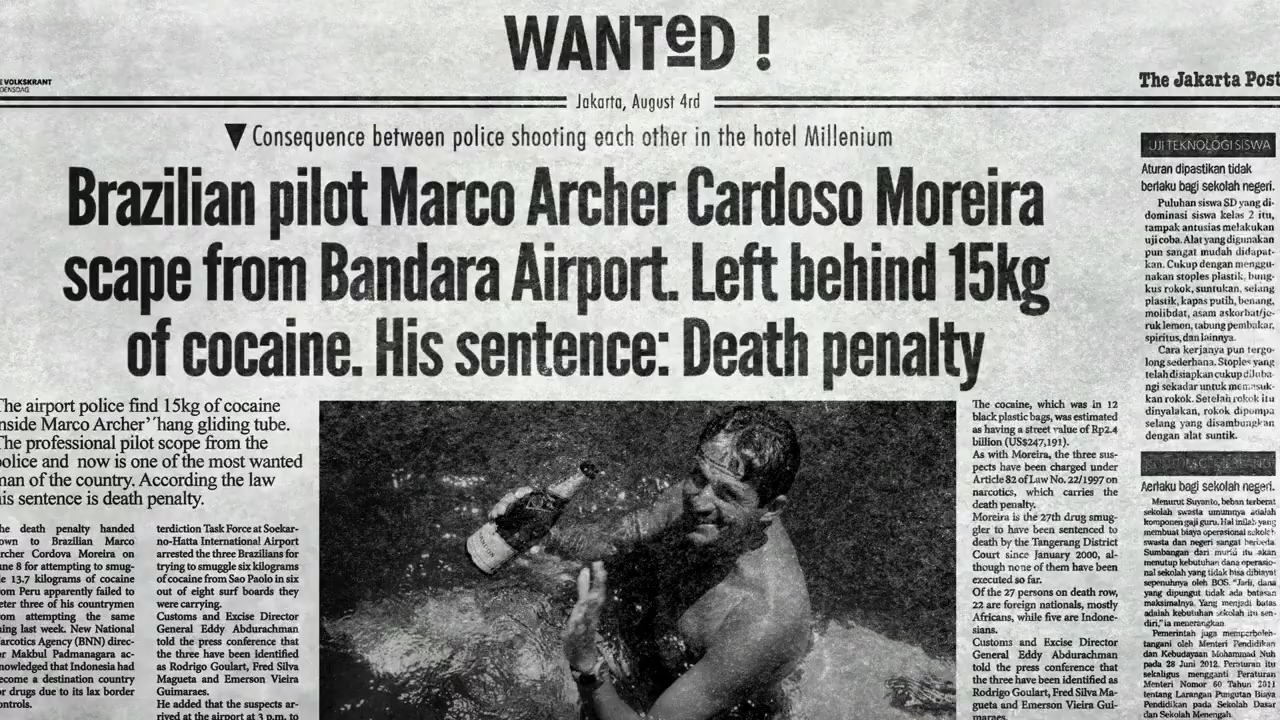 WANTeD !
VOLKSKRANT
The Jakarta Post
Jakarta, August 4rd
Consequence between police shooting each other in the hotel Millenium
Brazilian pilot Marco Archer Cardoso Moreira
scape from Bandara Airport. Left behind 15kg
of cocaine. His sentence: Death penalty
The airport police find 15kg of cocaine
inside Marco Archer' 'hang gliding tube.
The professional pilot scope from the
police and now is one of the most wanted
man of the country. According the law
his sentence is death penalty.
The death penalty handed
down to Brazilian Marco
Archer Cordova Moreira on
June 8 for attempting to smug-
gle 13,7 kilograms of cocaine
from Peru apparently failed to
deter three of his countrymen
from attempting the same
thing last week. New National
Narcotics Agency (BNN) direc-
tor Makbul Padmanagara ac-
knowledged that Indonesia had
become a destination country
for drugs due to its lax border
controls.
terdiction Task Force at Soekar-
no-Hatta International Airport
arrested the three Brazilians for
trying to smuggle six kilograms
of cocaine from Sao Paolo in six
out of eight surf boards they
were carrying.
Customs and Excise Director
General Eddy Abdurachman
told the press conference that
the three have been identified
as Rodrigo Goulart, Fred Silva
Magueta and Emerson Vieira
Guimaraes.
He added that the suspects ar-
rived at the airport at 3 p.m. to
The cocaine, which was in 12
black plastic bags, was estimated
as having a street value of Rp2.4
billion (US$247,191).
As with Moreira, the three sus-
pects have been charged under
Article 82 of Law No. 22/1997 on
narcotics, which carries the
death penalty.
Moreira is the 27th drug smug-
gler to have been sentenced to
death by the Tangerang District
Court since January 2000, al-
though none of them have been
executed so far.
Of the 27 persons on death row,
22 are foreign nationals, mostly
Africans, while five are Indone-
sians.
Customs and Excise Director
General Eddy Abdurachman
told the press conference that
the three have been identified as
Rodrigo Goulart, Fred Silva Ma-
gueta and Emerson Vieira Gui-
maraes.
UJI TEKNOLOGI SISWA
Aturan dipastikan tidak
berlaku bagi sekolah negeri.
Puluhan siswa SD yang di-
dominasi siswa kelas 2 itu,
rampak antusias melakukan
uji coba. Alat yang digunakan
pun sangat mudah didapat-
kan. Cukup dengan menggu-
nakan stoples plastik, bung-
kus rokok, suntukan, selang
plastik, kapas putih, benang,
molibdat, asam askorbat/je-
ruk lemon, tabung pembakar,
spiritus, dan lainnya.
Cara kerjanya pun tergo-
long sederhana. Stoples yang
telah disiapkan cukup diluba-
ngi sekadar untuk memasuk-
kan rokok. Setelah rokok itu
dinyalakan, rokok dipompa
selang yang disambungkan
dengan alat suntik.
Aerlaku bagi sekolah negeri.
Menurut Suyanto, beban terberat
sekolah swasta umumnya adalah
komponen gaji guru. Hal inilah yang
membuat biaya operasional sekolah
swasta dan negeri sangat berbeda.
Sumbangan dari murid itu akan
menutup kebutuhan dana operasio-
nal sekolah yang tidak bisa dibiayai
sepenuhnya oleh BOS. "Jadi, dana
yang dipungut tidak ada batasan
maksimalnya. Yang menjadi batas
adalah kebutuhan sekolah itu sen-
diri," ia menerangkan.
Pemerintah juga memperboleh-
tangani oleh Menteri Pendidikan
dan Kebudayaan Mohammad Nuh
pada 28 Juni 2012. Peraturan itu
sekaligus mengganti Peraturan
Menteri Nomor 60 Tahun 2011
tentang Larangan Pungutan Biaya
Pendidikan pada Sekolah Dasar
dan Sekolah Menengah.